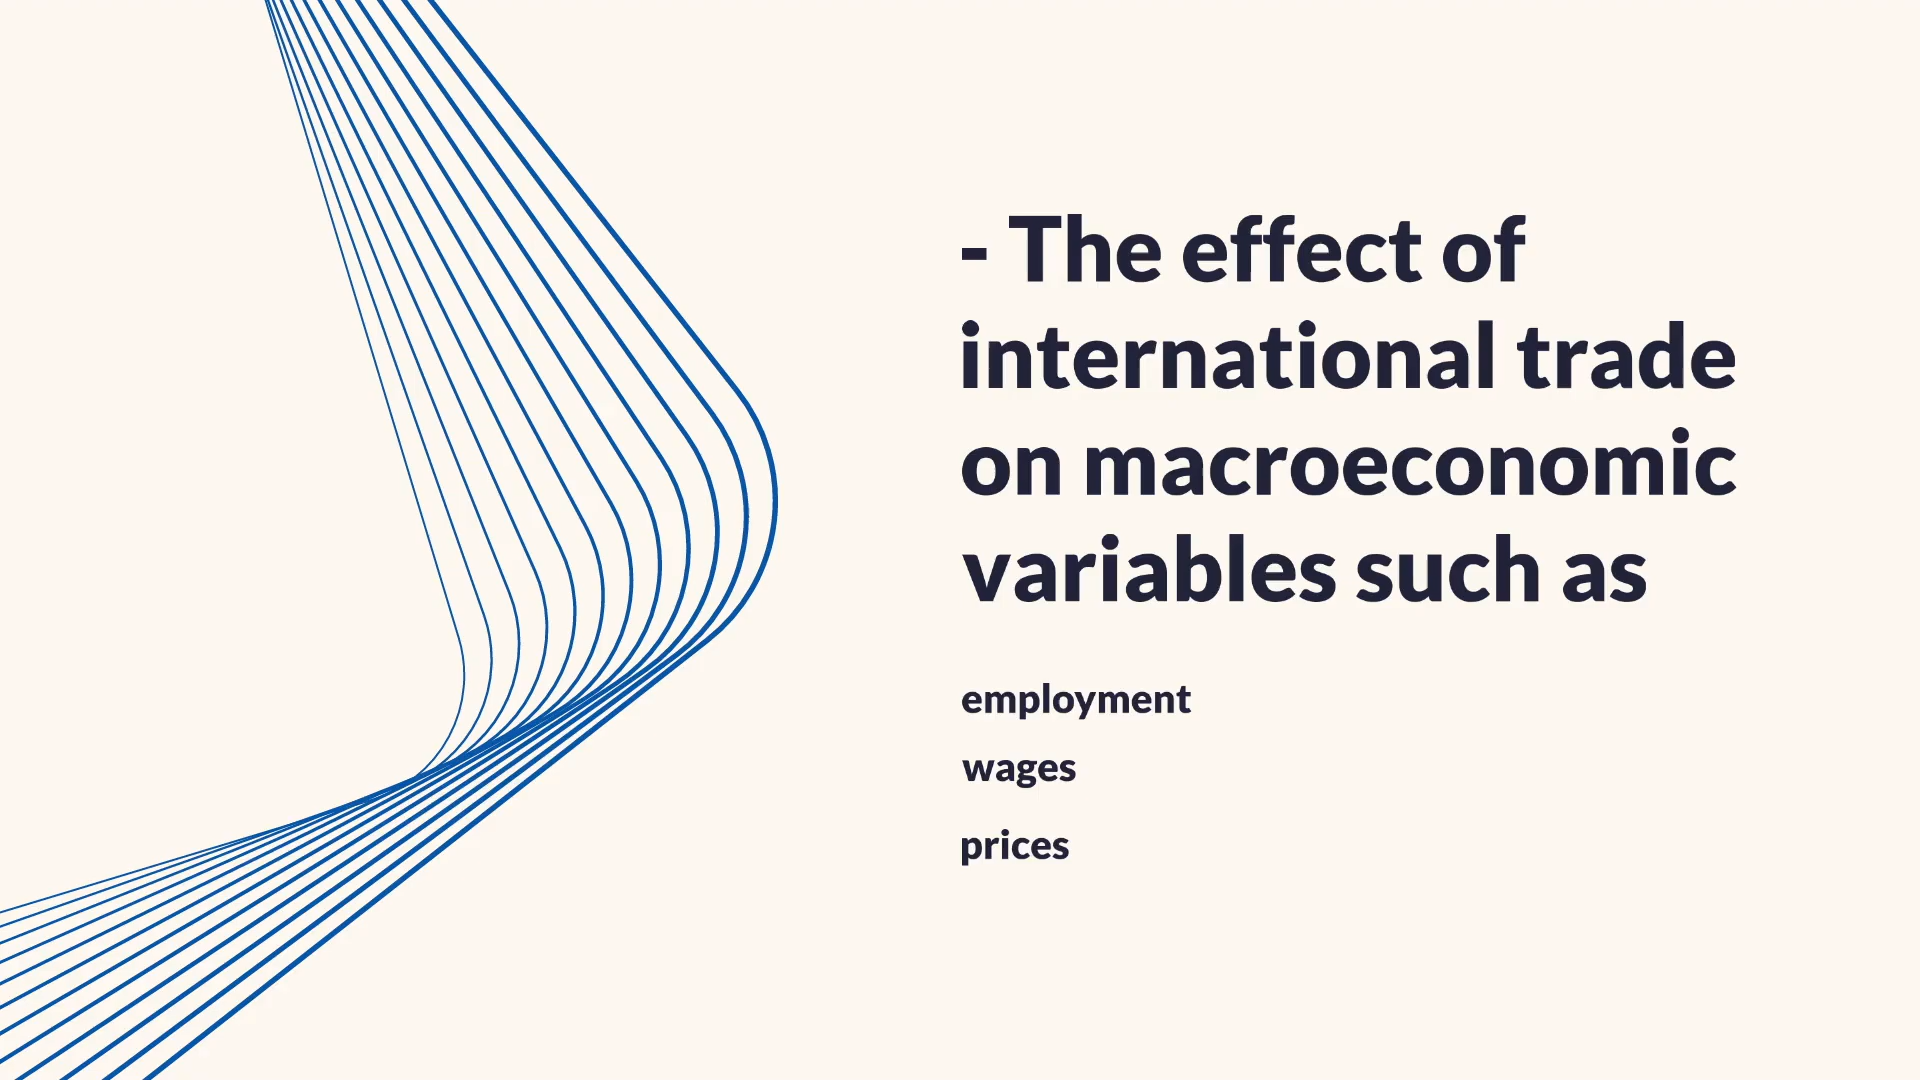 - The effect of
international trade
on macroeconomic
variables such as
employment
wages
prices